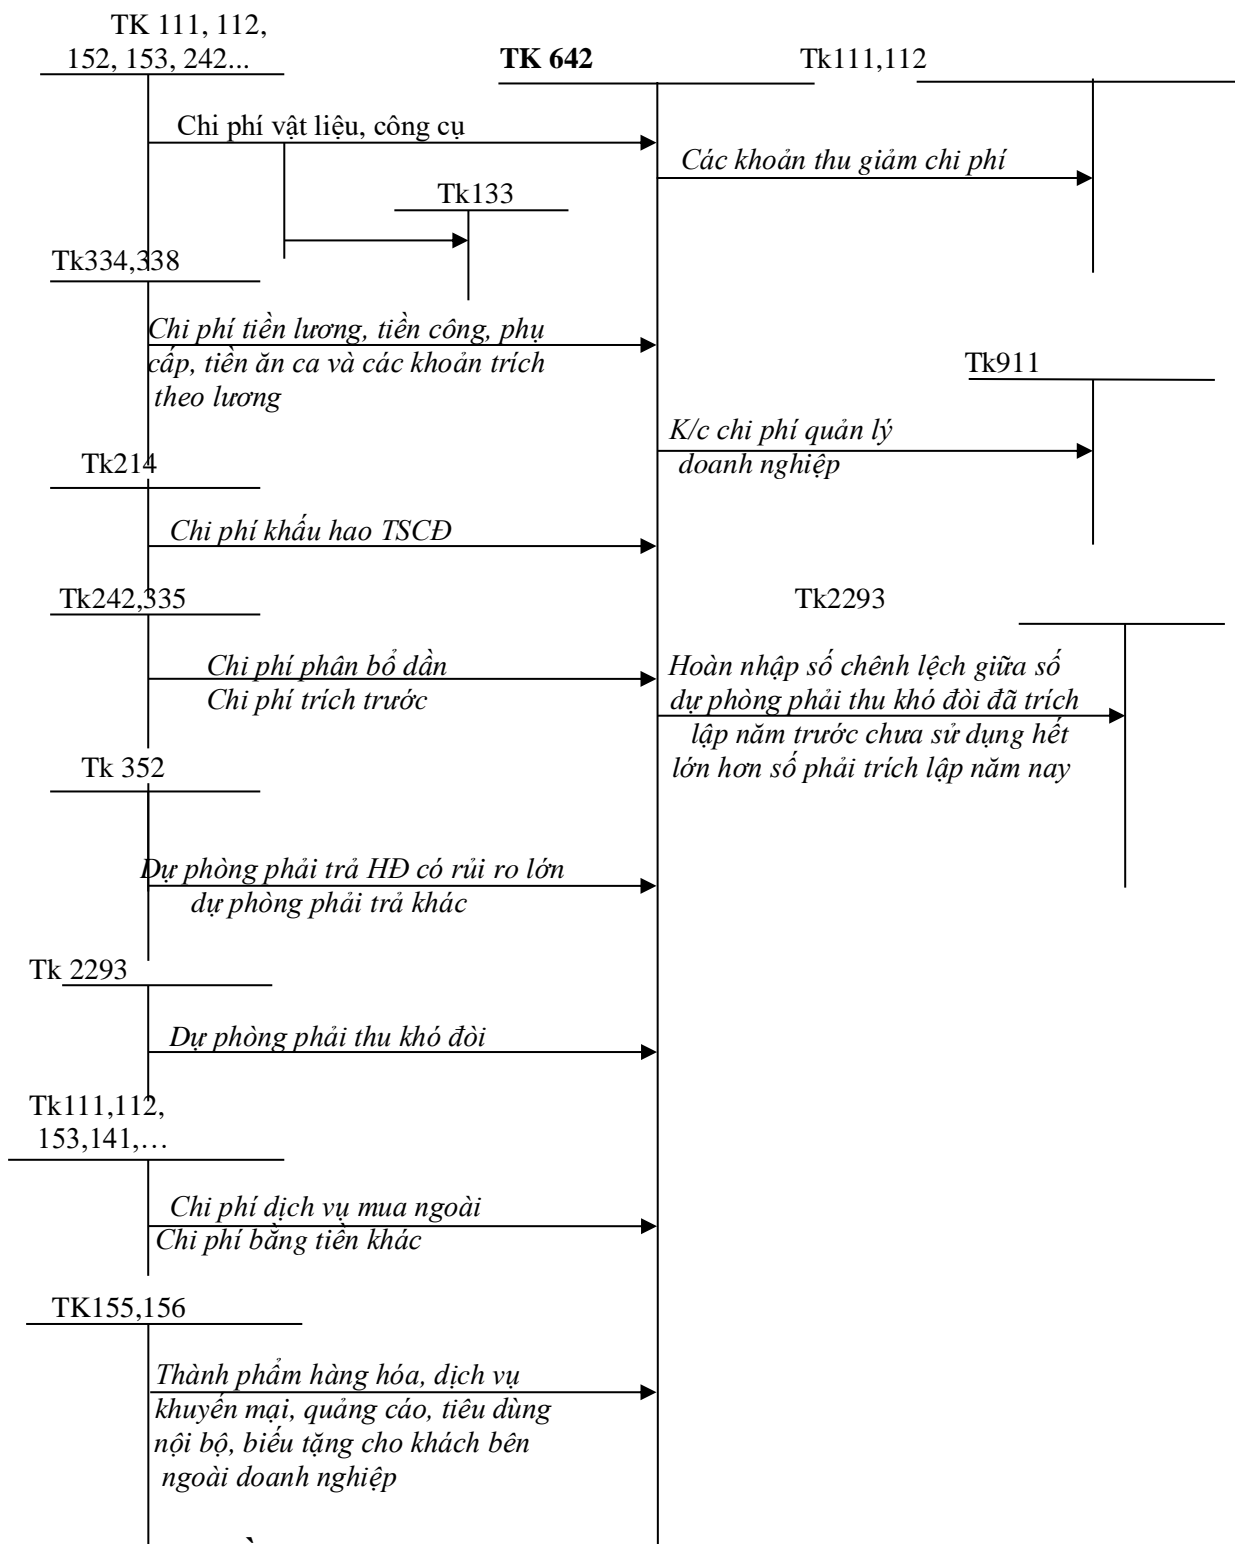 TK 111, 112,
152, 153, 242...
TK 642
Tk111,112
Chi phí vật liệu, công cụ
Các khoản thu giảm chi phí
Tk133
Tk334,338
Chi phí tiền lương, tiền công, phụ
cấp, tiền ăn ca và các khoản trích
theo lương
Tk911
K/c chi phí quản lý
doanh nghiệp
Tk214
Chi phí khấu hao TSCĐ
Tk242,335
Tk2293
Chi phí phân bổ dần
Chi phí trích trước
Hoàn nhập số chênh lệch giữa số
dự phòng phải thu khó đòi đã trích
lập năm trước chưa sử dụng hết
lớn hơn số phải trích lập năm nay
Tk 352
Dự phòng phải trả HĐ có rủi ro lớn
dự phòng phải trả khác
Tk 2293
Dự phòng phải thu khó đòi
Tk111,112,
153,141,…
Chi phí dịch vụ mua ngoài
Chi phí bằng tiền khác
TK155,156
Thành phẩm hàng hóa, dịch vụ
khuyến mại, quảng cáo, tiêu dùng
nội bộ, biếu tặng cho khách bên
ngoài doanh nghiệp